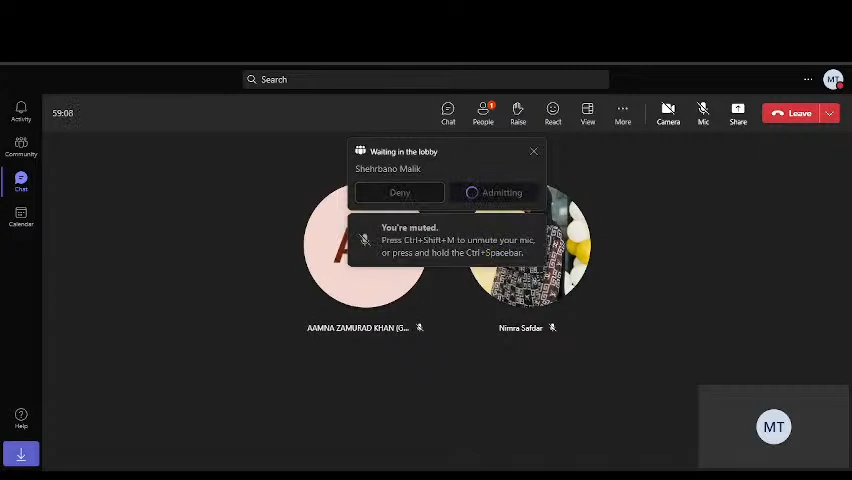 Search
MT
Activity
Community
Chat
Calendar
Help
59:08
Chat
People
1
Raise
React
View
More
Camera
Mic
Share
Leave
Waiting in the lobby
Shehrbano Malik
Deny
Admitting
You're muted.
Press Ctrl+Shift+M to unmute your mic,
or press and hold the Ctrl+Spacebar.
A
AAMNA ZAMURAD KHAN (G...
Nimra Safdar
MT